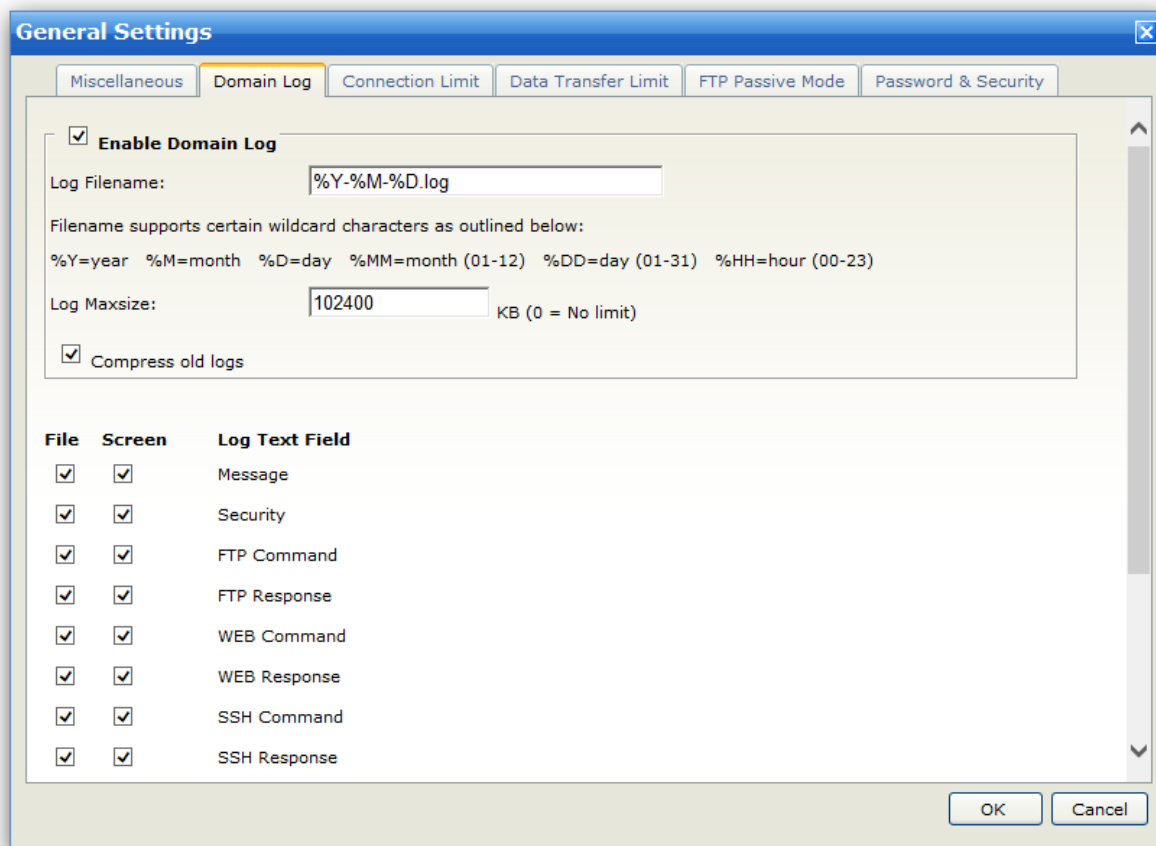 General Settings
Miscellaneous Domain Log Connection Limit Data Transfer Limit FTP Passive Mode Password & Security
Enable Domain Log
Log Filename: %Y-%M-%D.log
Filename supports certain wildcard characters as outlined below:
%Y=year %M=month %D=day %MM=month (01-12) %DD=day (01-31) %HH=hour (00-23)
Log Maxsize: 102400 KB (0 = No limit)
Compress old logs
File Screen Log Text Field
Message
Security
FTP Command
FTP Response
WEB Command
WEB Response
SSH Command
SSH Response
OK Cancel